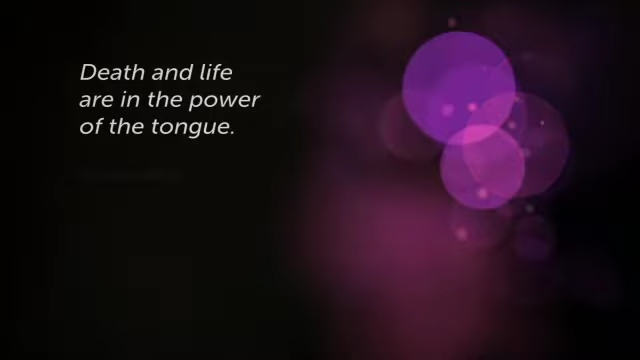 Death and life
are in the power
of the tongue.